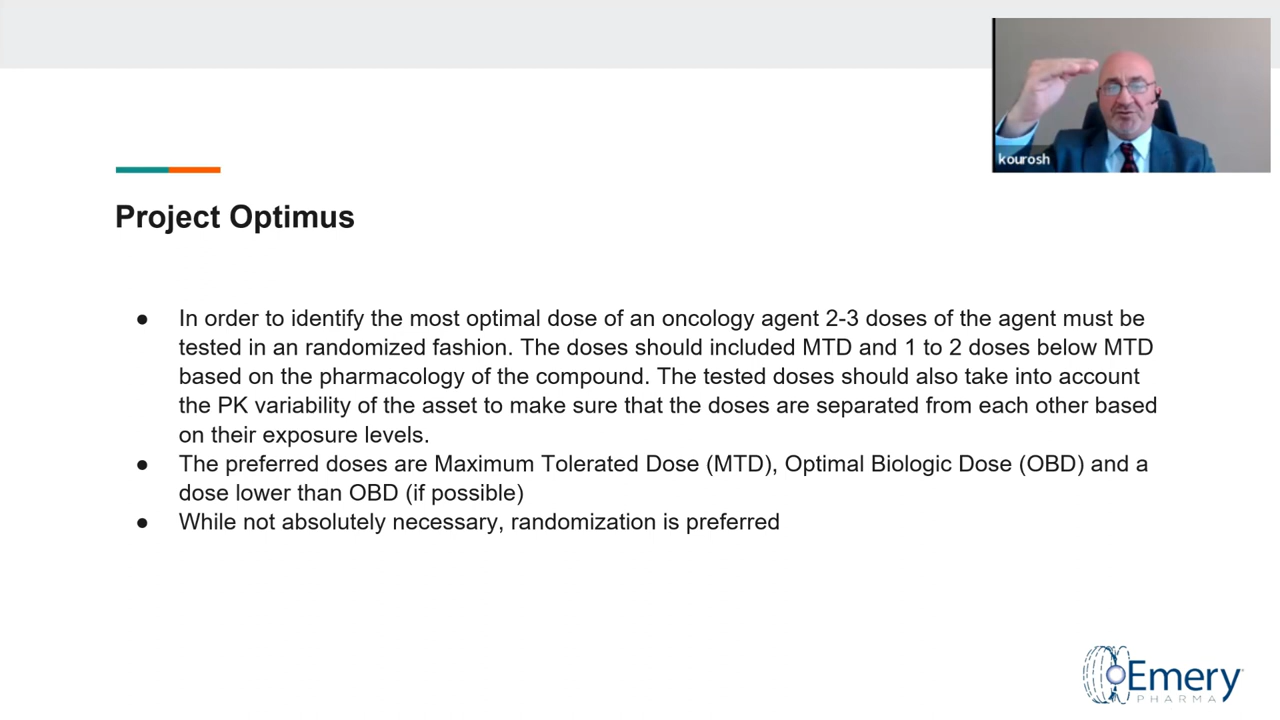 kourosh
Project Optimus
● In order to identify the most optimal dose of an oncology agent 2-3 doses of the agent must be
tested in an randomized fashion. The doses should included MTD and 1 to 2 doses below MTD
based on the pharmacology of the compound. The tested doses should also take into account
the PK variability of the asset to make sure that the doses are separated from each other based
on their exposure levels.
● The preferred doses are Maximum Tolerated Dose (MTD), Optimal Biologic Dose (OBD) and a
dose lower than OBD (if possible)
● While not absolutely necessary, randomization is preferred
Emery
PHARMA